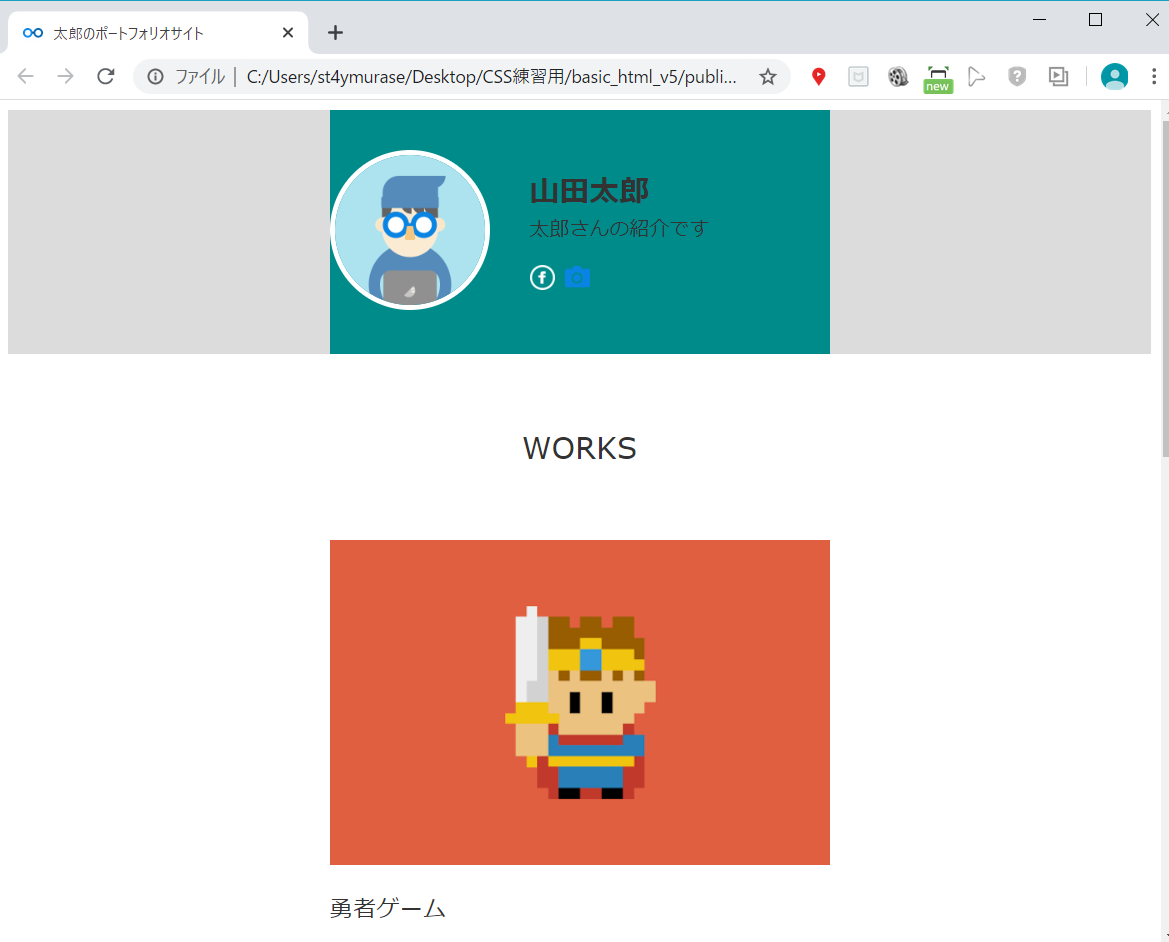 太郎のポートフォリオサイト
ファイル | C:/Users/st4ymurase/Desktop/CSS練習用/basic_html_v5/publi...
new
山田太郎
太郎さんの紹介です
WORKS
勇者ゲーム